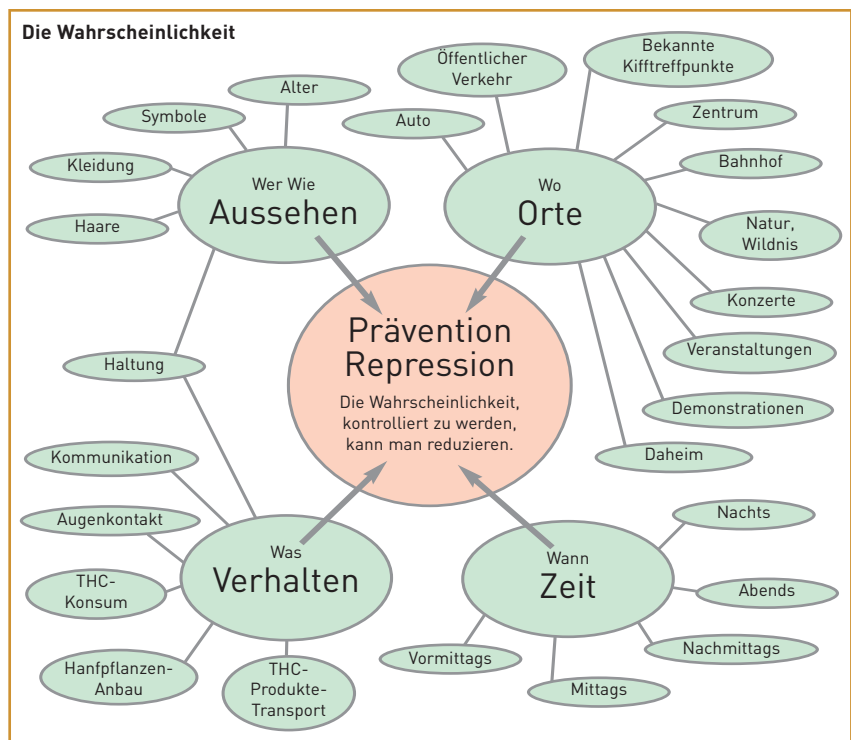 Die Wahrscheinlichkeit
Alter
Symbole
Kleidung
Haare
Wer Wie
Aussehen
Haltung
Öffentlicher
Verkehr
Bekannte
Kifftreffpunkte
Auto
Zentrum
Bahnhof
Wo
Orte
Natur,
Wildnis
Konzerte
Veranstaltungen
Demonstrationen
Daheim
Prävention
Repression
Die Wahrscheinlichkeit,
kontrolliert zu werden,
kann man reduzieren.
Kommunikation
Augenkontakt
THC-
Konsum
Hanfpflanzen-
Anbau
THC-
Produkte-
Transport
Was
Verhalten
Wann
Zeit
Nachts
Abends
Nachmittags
Mittags
Vormittags